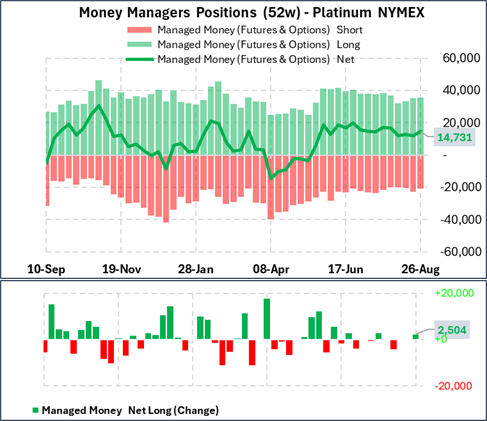 Money Managers Positions (52w) - Platinum NYMEX
Managed Money (Futures & Options) Short
Managed Money (Futures & Options) Long
Managed Money (Futures & Options) Net
60,000
40,000
20,000
14,731
-
-20,000
-40,000
-60,000
10-Sep 19-Nov 28-Jan 08-Apr 17-Jun 26-Aug
+20,000
2,504
+0
-20,000
Managed Money Net Long (Change)